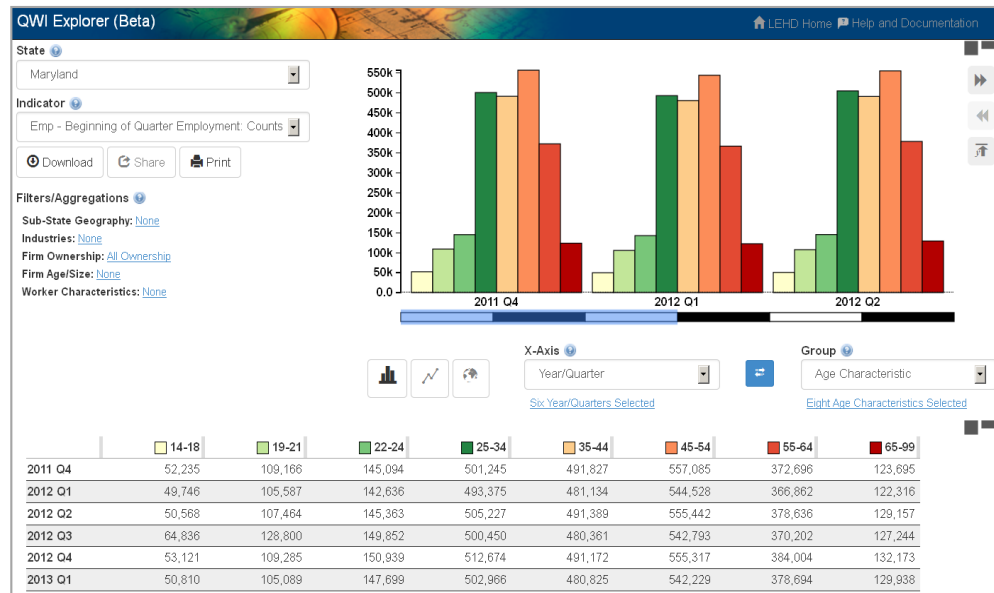 QWI Explorer (Beta)
LEHD Home Help and Documentation
State
Maryland
Indicator
Emp - Beginning of Quarter Employment: Counts
Download Share Print
Filters/Aggregations
Sub-State Geography: None
Industries: None
Firm Ownership: All Ownership
Firm Age/Size: None
Worker Characteristics: None
550k
500k
450k
400k
350k
300k
250k
200k
150k
100k
50k
0.0
2011 Q4 2012 Q1 2012 Q2
X-Axis
Year/Quarter
Six Year/Quarters Selected
Group
Age Characteristic
Eight Age Characteristics Selected
14-18 19-21 22-24 25-34 35-44 45-54 55-64 65-99
2011 Q4 52,235 109,166 145,094 501,245 491,827 557,085 372,696 123,695
2012 Q1 49,746 105,587 142,636 493,375 481,134 544,528 366,862 122,316
2012 Q2 50,568 107,464 145,363 505,227 491,389 555,442 378,636 129,157
2012 Q3 64,836 128,800 149,852 500,450 480,361 542,793 370,202 127,244
2012 Q4 53,121 109,285 150,939 512,674 491,172 555,317 384,004 132,173
2013 Q1 50,810 105,089 147,699 502,966 480,825 542,229 378,694 129,938